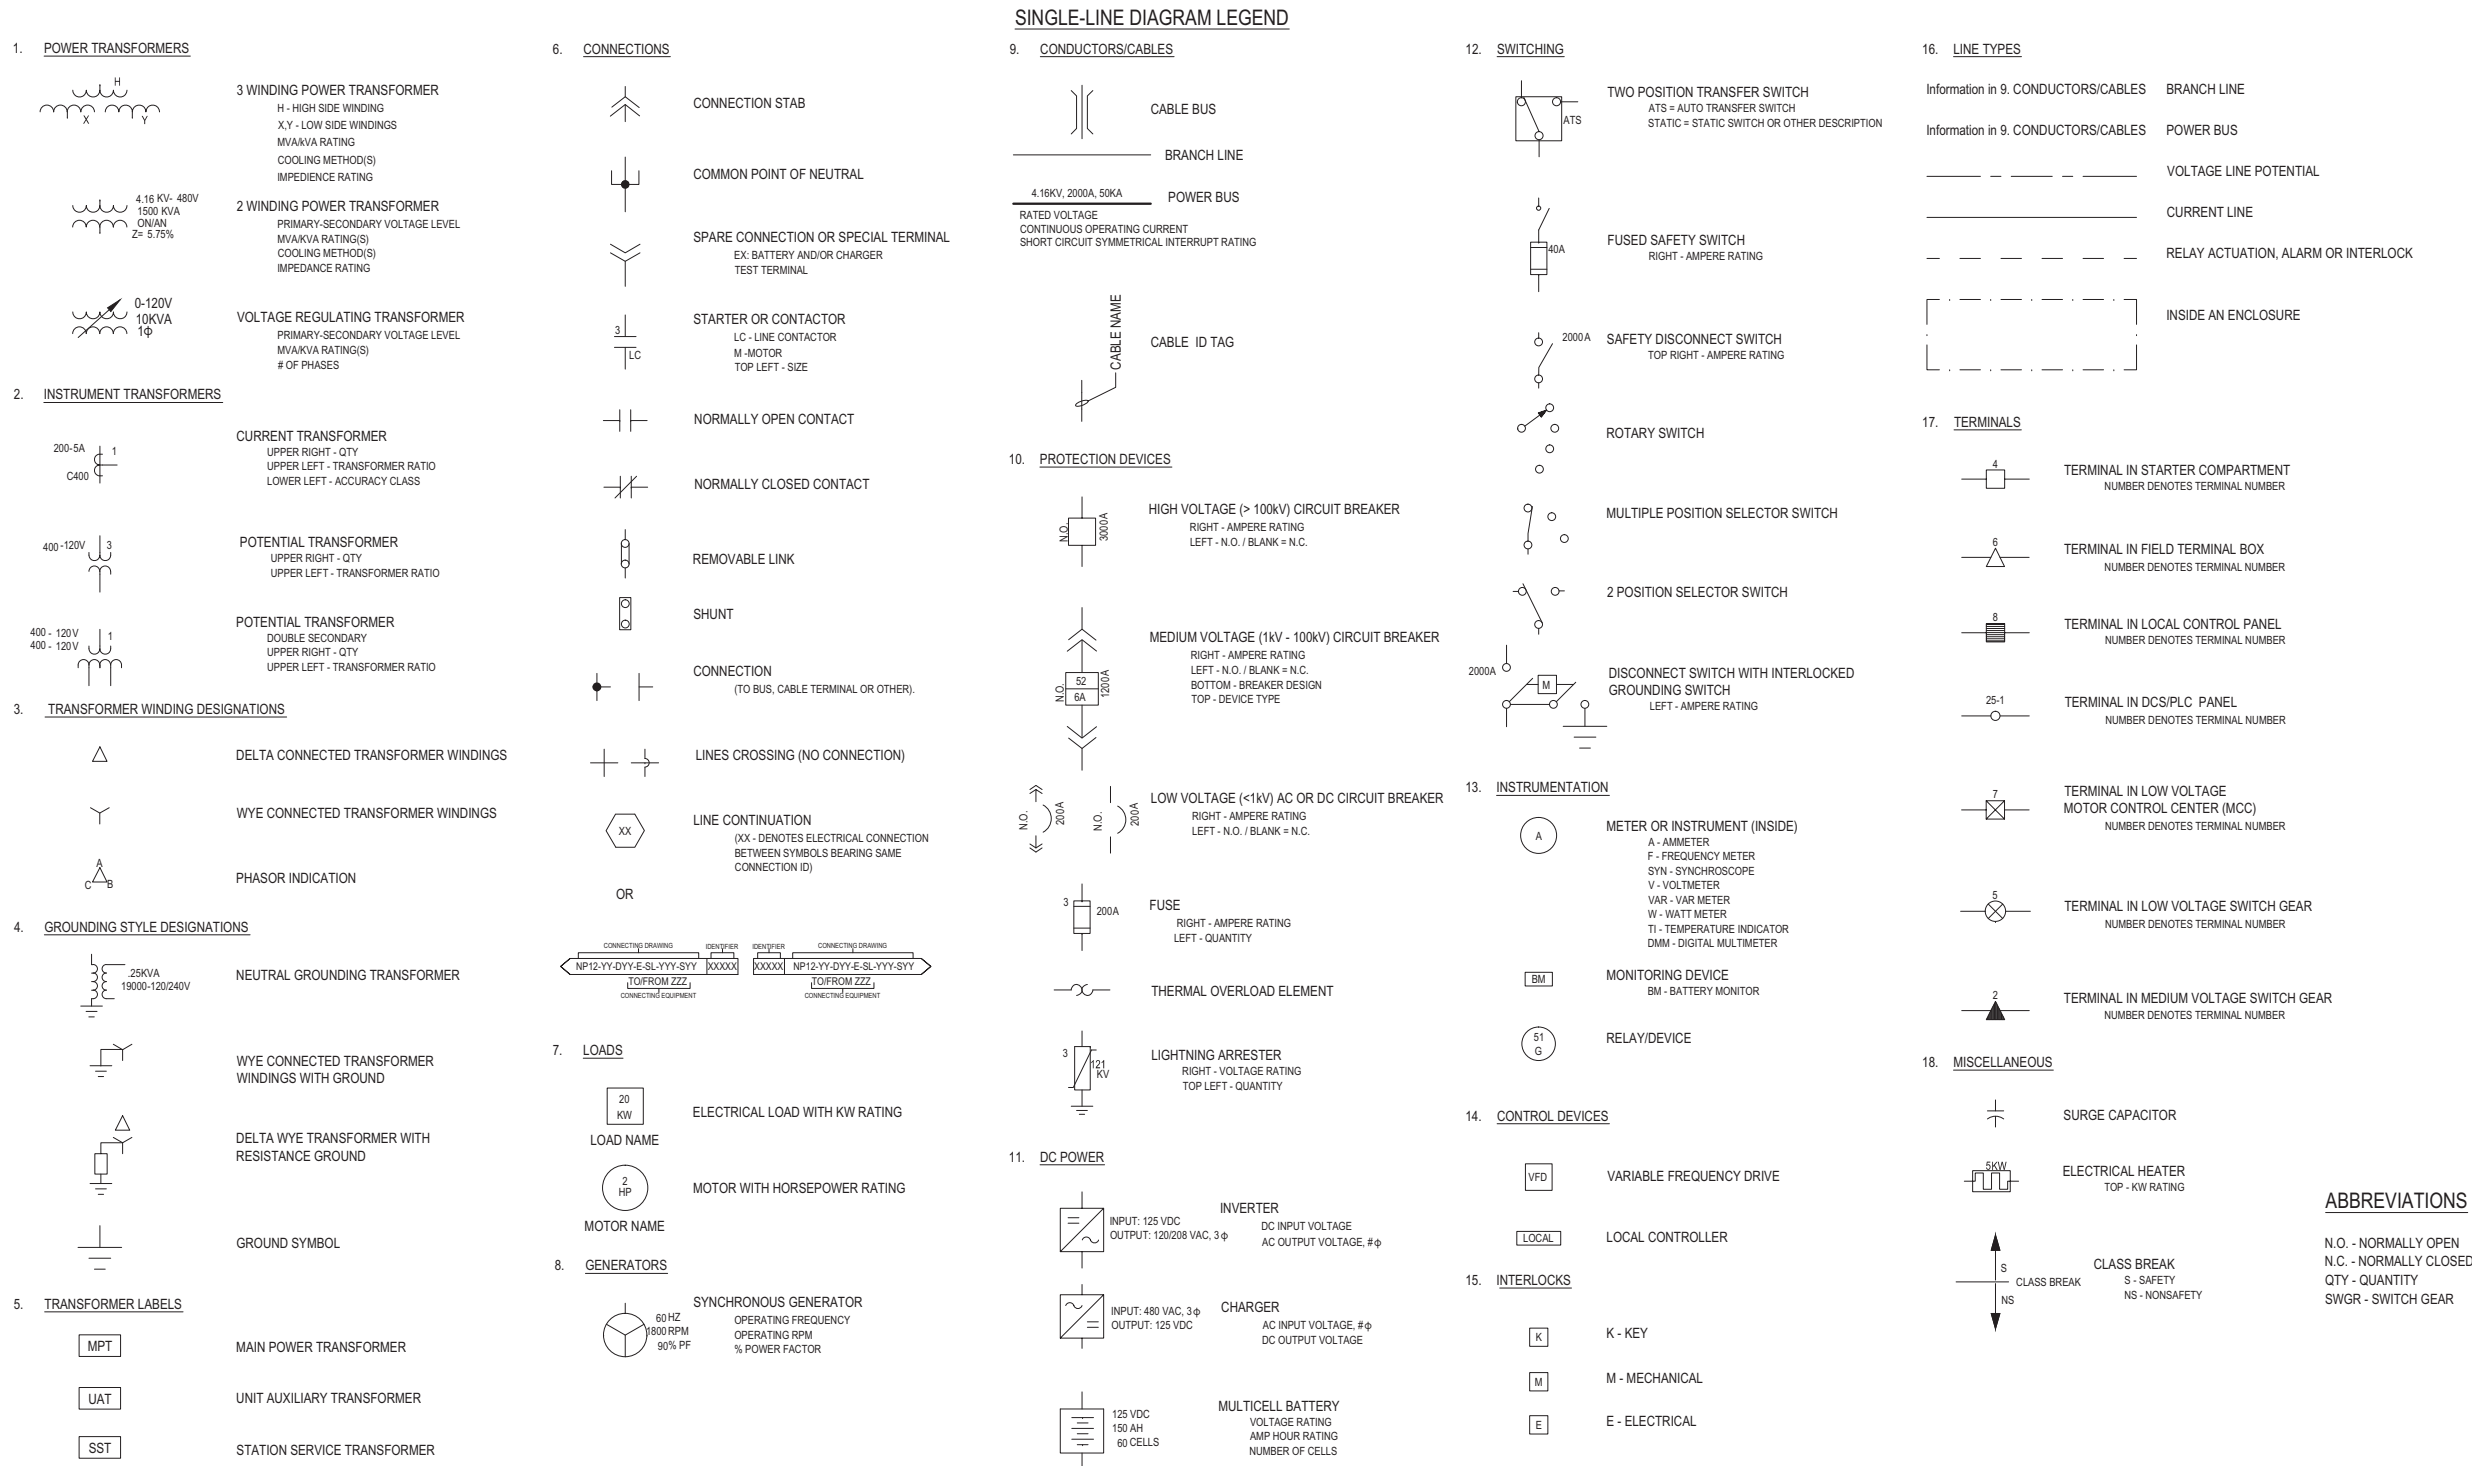 SINGLE-LINE DIAGRAM LEGEND
1. POWER TRANSFORMERS
H
X
Y
3 WINDING POWER TRANSFORMER
H - HIGH SIDE WINDING
X,Y - LOW SIDE WINDINGS
MVA/kVA RATING
COOLING METHOD(S)
IMPEDIENCE RATING
4.16 KV- 480V
1500 KVA
ON/AN
Z= 5.75%
2 WINDING POWER TRANSFORMER
PRIMARY-SECONDARY VOLTAGE LEVEL
MVA/KVA RATING(S)
COOLING METHOD(S)
IMPEDANCE RATING
0-120V
10KVA
1ϕ
VOLTAGE REGULATING TRANSFORMER
PRIMARY-SECONDARY VOLTAGE LEVEL
MVA/KVA RATING(S)
# OF PHASES
2. INSTRUMENT TRANSFORMERS
200-5A
1
C400
CURRENT TRANSFORMER
UPPER RIGHT - QTY
UPPER LEFT - TRANSFORMER RATIO
LOWER LEFT - ACCURACY CLASS
400 -120V
3
POTENTIAL TRANSFORMER
UPPER RIGHT - QTY
UPPER LEFT - TRANSFORMER RATIO
400 - 120V
400 - 120V
1
POTENTIAL TRANSFORMER
DOUBLE SECONDARY
UPPER RIGHT - QTY
UPPER LEFT - TRANSFORMER RATIO
3. TRANSFORMER WINDING DESIGNATIONS
DELTA CONNECTED TRANSFORMER WINDINGS
WYE CONNECTED TRANSFORMER WINDINGS
A
C B
PHASOR INDICATION
4. GROUNDING STYLE DESIGNATIONS
.25KVA
19000-120/240V
NEUTRAL GROUNDING TRANSFORMER
WYE CONNECTED TRANSFORMER
WINDINGS WITH GROUND
DELTA WYE TRANSFORMER WITH
RESISTANCE GROUND
GROUND SYMBOL
5. TRANSFORMER LABELS
MPT
MAIN POWER TRANSFORMER
UAT
UNIT AUXILIARY TRANSFORMER
SST
STATION SERVICE TRANSFORMER
6. CONNECTIONS
CONNECTION STAB
COMMON POINT OF NEUTRAL
SPARE CONNECTION OR SPECIAL TERMINAL
EX: BATTERY AND/OR CHARGER
TEST TERMINAL
3
LC
STARTER OR CONTACTOR
LC - LINE CONTACTOR
M -MOTOR
TOP LEFT - SIZE
NORMALLY OPEN CONTACT
NORMALLY CLOSED CONTACT
REMOVABLE LINK
SHUNT
CONNECTION
(TO BUS, CABLE TERMINAL OR OTHER).
LINES CROSSING (NO CONNECTION)
XX
LINE CONTINUATION
(XX - DENOTES ELECTRICAL CONNECTION
BETWEEN SYMBOLS BEARING SAME
CONNECTION ID)
OR
CONNECTING DRAWING IDENTIFIER
NP12-YY-DYY-E-SL-YYY-SYY XXXXX
TO/FROM ZZZ
CONNECTING EQUIPMENT
IDENTIFIER CONNECTING DRAWING
XXXXX NP12-YY-DYY-E-SL-YYY-SYY
TO/FROM ZZZ
CONNECTING EQUIPMENT
7. LOADS
20
KW
LOAD NAME
ELECTRICAL LOAD WITH KW RATING
2
HP
MOTOR NAME
MOTOR WITH HORSEPOWER RATING
8. GENERATORS
60 HZ
1800 RPM
90% PF
SYNCHRONOUS GENERATOR
OPERATING FREQUENCY
OPERATING RPM
% POWER FACTOR
9. CONDUCTORS/CABLES
CABLE BUS
BRANCH LINE
4.16KV, 2000A, 50KA
POWER BUS
RATED VOLTAGE
CONTINUOUS OPERATING CURRENT
SHORT CIRCUIT SYMMETRICAL INTERRUPT RATING
CABLE NAME
CABLE ID TAG
10. PROTECTION DEVICES
N.O.
3000A
HIGH VOLTAGE (> 100kV) CIRCUIT BREAKER
RIGHT - AMPERE RATING
LEFT - N.O. / BLANK = N.C.
N.O.
52
6A
1200A
MEDIUM VOLTAGE (1kV - 100kV) CIRCUIT BREAKER
RIGHT - AMPERE RATING
LEFT - N.O. / BLANK = N.C.
BOTTOM - BREAKER DESIGN
TOP - DEVICE TYPE
N.O.
200A
N.O.
200A
LOW VOLTAGE (<1kV) AC OR DC CIRCUIT BREAKER
RIGHT - AMPERE RATING
LEFT - N.O. / BLANK = N.C.
3
200A
FUSE
RIGHT - AMPERE RATING
LEFT - QUANTITY
THERMAL OVERLOAD ELEMENT
3
121
KV
LIGHTNING ARRESTER
RIGHT - VOLTAGE RATING
TOP LEFT - QUANTITY
11. DC POWER
INPUT: 125 VDC
OUTPUT: 120/208 VAC, 3ϕ
INVERTER
DC INPUT VOLTAGE
AC OUTPUT VOLTAGE, #ϕ
INPUT: 480 VAC, 3ϕ
OUTPUT: 125 VDC
CHARGER
AC INPUT VOLTAGE, #ϕ
DC OUTPUT VOLTAGE
125 VDC
150 AH
60 CELLS
MULTICELL BATTERY
VOLTAGE RATING
AMP HOUR RATING
NUMBER OF CELLS
12. SWITCHING
ATS
TWO POSITION TRANSFER SWITCH
ATS = AUTO TRANSFER SWITCH
STATIC = STATIC SWITCH OR OTHER DESCRIPTION
40A
FUSED SAFETY SWITCH
RIGHT - AMPERE RATING
2000A
SAFETY DISCONNECT SWITCH
TOP RIGHT - AMPERE RATING
ROTARY SWITCH
MULTIPLE POSITION SELECTOR SWITCH
2 POSITION SELECTOR SWITCH
2000A
M
DISCONNECT SWITCH WITH INTERLOCKED
GROUNDING SWITCH
LEFT - AMPERE RATING
13. INSTRUMENTATION
A
METER OR INSTRUMENT (INSIDE)
A - AMMETER
F - FREQUENCY METER
SYN - SYNCHROSCOPE
V - VOLTMETER
VAR - VAR METER
W - WATT METER
TI - TEMPERATURE INDICATOR
DMM - DIGITAL MULTIMETER
BM
MONITORING DEVICE
BM - BATTERY MONITOR
51
G
RELAY/DEVICE
14. CONTROL DEVICES
VFD
VARIABLE FREQUENCY DRIVE
LOCAL
LOCAL CONTROLLER
15. INTERLOCKS
K
K - KEY
M
M - MECHANICAL
E
E - ELECTRICAL
16. LINE TYPES
Information in 9. CONDUCTORS/CABLES BRANCH LINE
Information in 9. CONDUCTORS/CABLES POWER BUS
VOLTAGE LINE POTENTIAL
CURRENT LINE
RELAY ACTUATION, ALARM OR INTERLOCK
INSIDE AN ENCLOSURE
17. TERMINALS
4
TERMINAL IN STARTER COMPARTMENT
NUMBER DENOTES TERMINAL NUMBER
6
TERMINAL IN FIELD TERMINAL BOX
NUMBER DENOTES TERMINAL NUMBER
8
TERMINAL IN LOCAL CONTROL PANEL
NUMBER DENOTES TERMINAL NUMBER
25-1
TERMINAL IN DCS/PLC PANEL
NUMBER DENOTES TERMINAL NUMBER
7
TERMINAL IN LOW VOLTAGE
MOTOR CONTROL CENTER (MCC)
NUMBER DENOTES TERMINAL NUMBER
5
TERMINAL IN LOW VOLTAGE SWITCH GEAR
NUMBER DENOTES TERMINAL NUMBER
2
TERMINAL IN MEDIUM VOLTAGE SWITCH GEAR
NUMBER DENOTES TERMINAL NUMBER
18. MISCELLANEOUS
SURGE CAPACITOR
5KW
ELECTRICAL HEATER
TOP - KW RATING
S
CLASS BREAK
NS
CLASS BREAK
S - SAFETY
NS - NONSAFETY
ABBREVIATIONS
N.O. - NORMALLY OPEN
N.C. - NORMALLY CLOSED
QTY - QUANTITY
SWGR - SWITCH GEAR